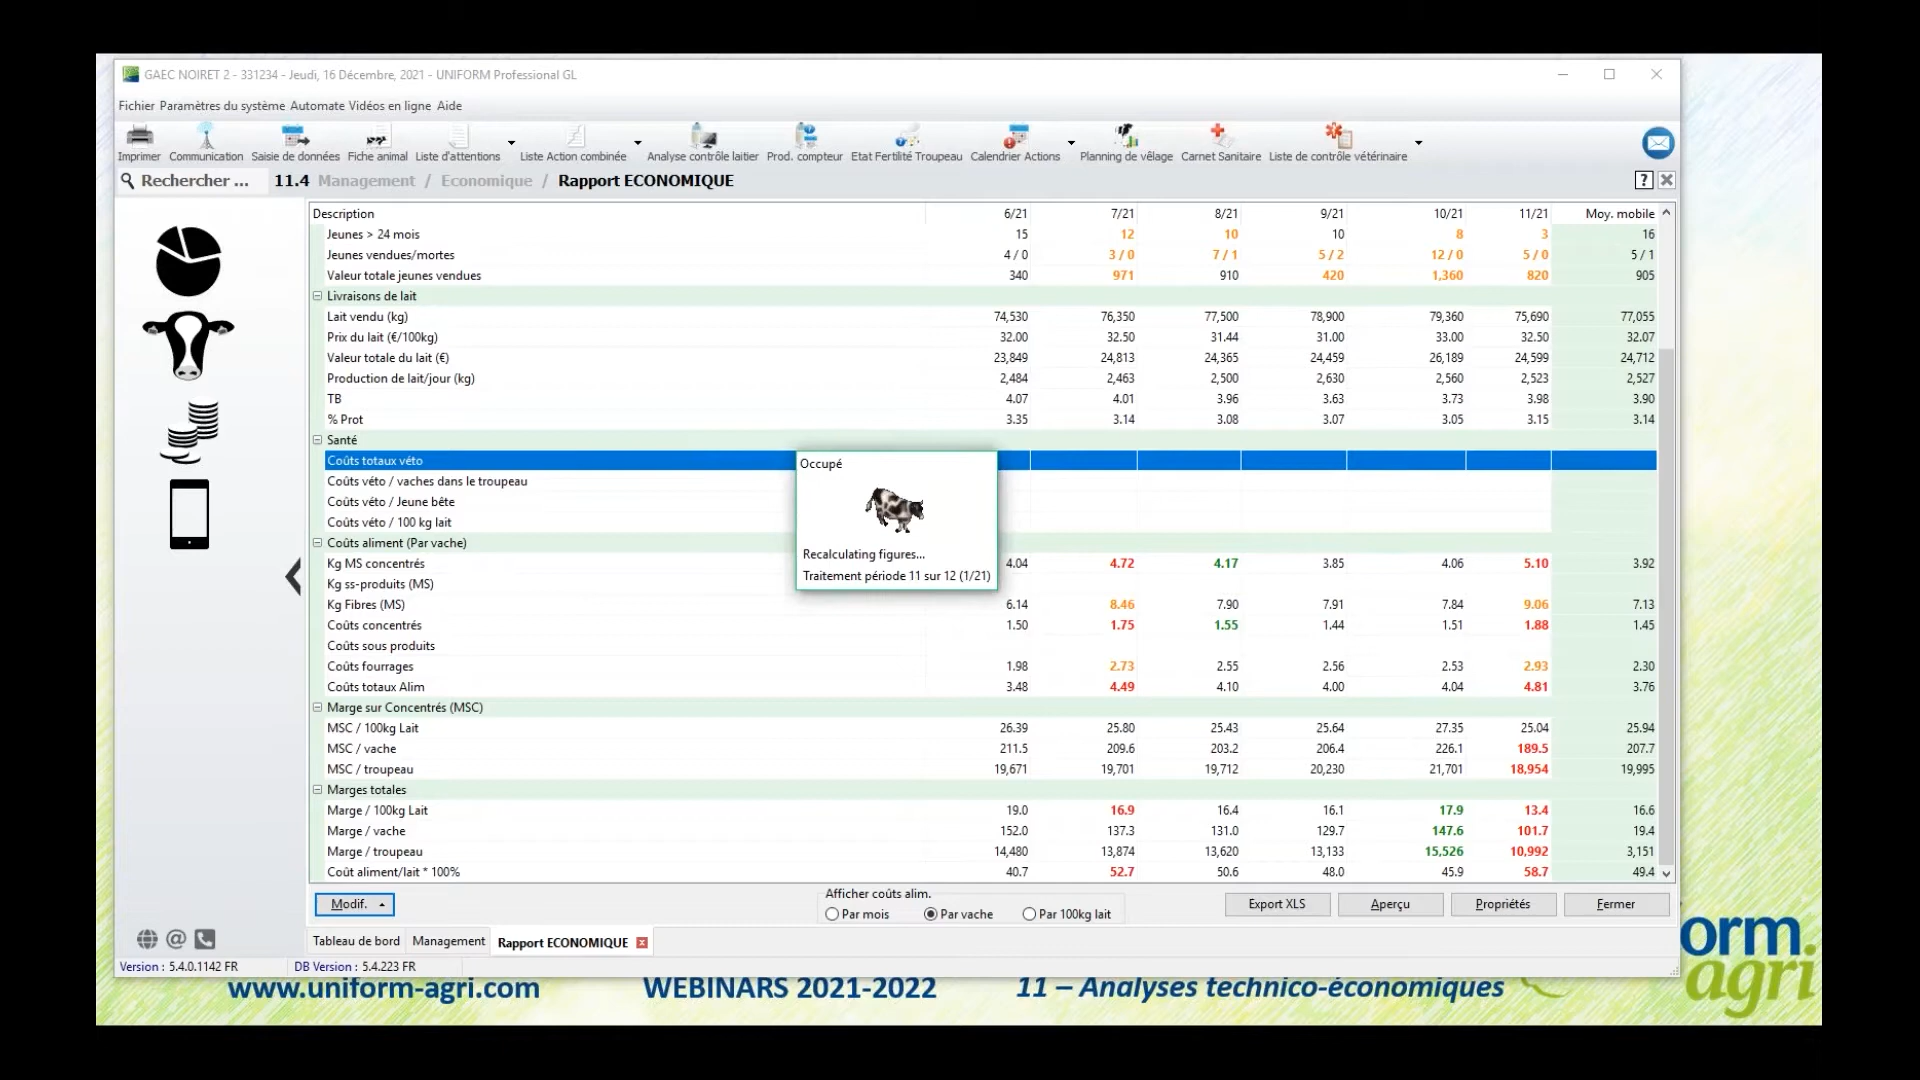 GAEC NOIRET 2 - 331234 - Jeudi, 16 Décembre, 2021 - UNIFORM Professional GL
Fichier Paramètres du système Automate Vidéos en ligne Aide
Imprimer Communication Saisie de données Fiche animal Liste d'attentions Liste Action combinée Analyse contrôle laitier Prod. compteur Etat Fertilité Troupeau Calendrier Actions Planning de vêlage Carnet Sanitaire Liste de contrôle vétérinaire
Rechercher ... 11.4 Management / Economique / Rapport ECONOMIQUE ?
Description 6/21 7/21 8/21 9/21 10/21 11/21 Moy. mobile
Jeunes > 24 mois 15 12 10 10 8 3 16
Jeunes vendues/mortes 4 / 0 3 / 0 7 / 1 5 / 2 12 / 0 5 / 0 5 / 1
Valeur totale jeunes vendues 340 971 910 420 1,360 820 905
Livraisons de lait
Lait vendu (kg) 74,530 76,350 77,500 78,900 79,360 75,690 77,055
Prix du lait (€/100kg) 32.00 32.50 31.44 31.00 33.00 32.50 32.07
Valeur totale du lait (€) 23,849 24,813 24,365 24,459 26,189 24,599 24,712
Production de lait/jour (kg) 2,484 2,463 2,500 2,630 2,560 2,523 2,527
TB 4.07 4.01 3.96 3.63 3.73 3.98 3.90
% Prot 3.35 3.14 3.08 3.07 3.05 3.15 3.14
Santé
Coûts totaux véto
Coûts véto / vaches dans le troupeau
Coûts véto / Jeune bête
Coûts véto / 100 kg lait
Occupé
Recalculating figures...
Traitement période 11 sur 12 (1/21)
Coûts aliment (Par vache)
Kg MS concentrés 4.04 4.72 4.17 3.85 4.06 5.10 3.92
Kg ss-produits (MS)
Kg Fibres (MS) 6.14 8.46 7.90 7.91 7.84 9.06 7.13
Coûts concentrés 1.50 1.75 1.55 1.44 1.51 1.88 1.45
Coûts sous produits
Coûts fourrages 1.98 2.73 2.55 2.56 2.53 2.93 2.30
Coûts totaux Alim 3.48 4.49 4.10 4.00 4.04 4.81 3.76
Marge sur Concentrés (MSC)
MSC / 100kg Lait 26.39 25.80 25.43 25.64 27.35 25.04 25.94
MSC / vache 211.5 209.6 203.2 206.4 226.1 189.5 207.7
MSC / troupeau 19,671 19,701 19,712 20,230 21,701 18,954 19,995
Marges totales
Marge / 100kg Lait 19.0 16.9 16.4 16.1 17.9 13.4 16.6
Marge / vache 152.0 137.3 131.0 129.7 147.6 101.7 19.4
Marge / troupeau 14,480 13,874 13,620 13,133 15,526 10,992 3,151
Coût aliment/lait * 100% 40.7 52.7 50.6 48.0 45.9 58.7 49.4
Modif.
Afficher coûts alim.
Par mois Par vache Par 100kg lait
Export XLS Aperçu Propriétés Fermer
Tableau de bord Management Rapport ECONOMIQUE
Version : 5.4.0.1142 FR DB Version : 5.4.223 FR
www.uniform-agri.com WEBINARS 2021-2022 11 – Analyses technico-économiques
orm.
agri